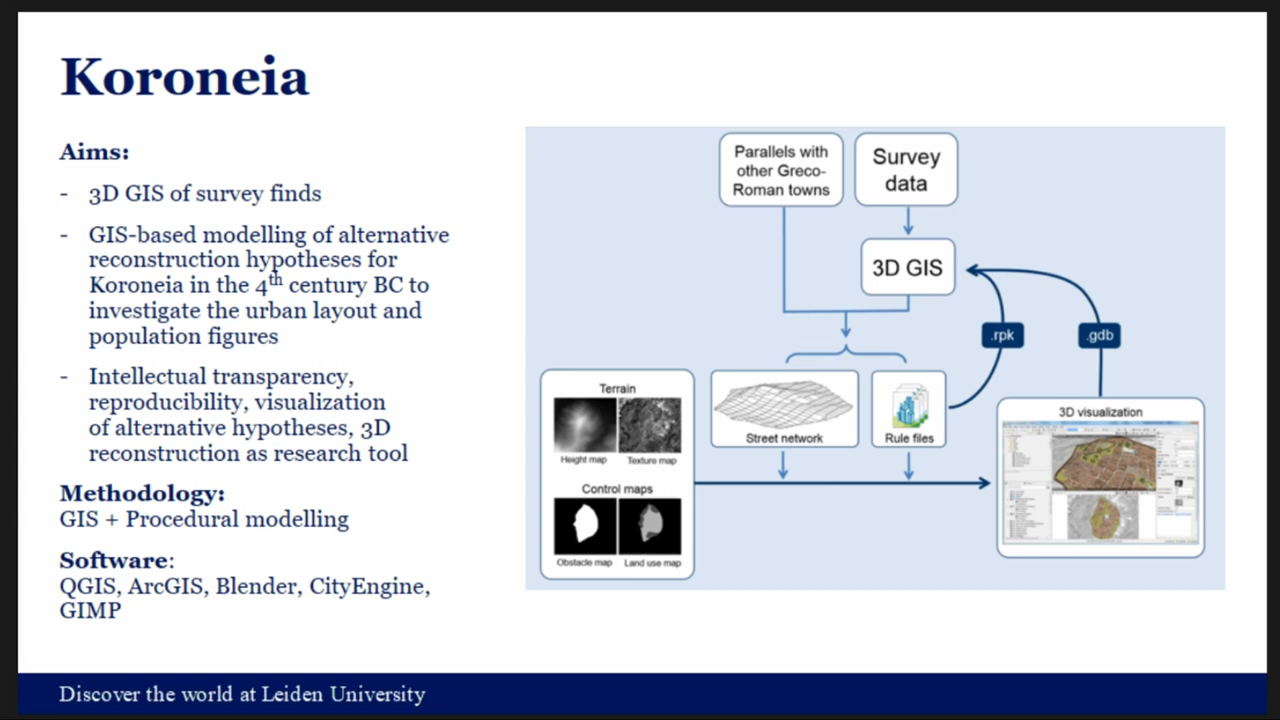 Koroneia
Aims:
- 3D GIS of survey finds
- GIS-based modelling of alternative
reconstruction hypotheses for
Koroneia in the 4th century BC to
investigate the urban layout and
population figures
- Intellectual transparency,
reproducibility, visualization
of alternative hypotheses, 3D
reconstruction as research tool
Methodology:
GIS + Procedural modelling
Software:
QGIS, ArcGIS, Blender, CityEngine,
GIMP
Parallels with
other Greco-
Roman towns
Survey
data
3D GIS
.rpk
.gdb
Terrain
Height map
Texture map
Control maps
Obstacle map
Land use map
Street network
Rule files
3D visualization
Discover the world at Leiden University